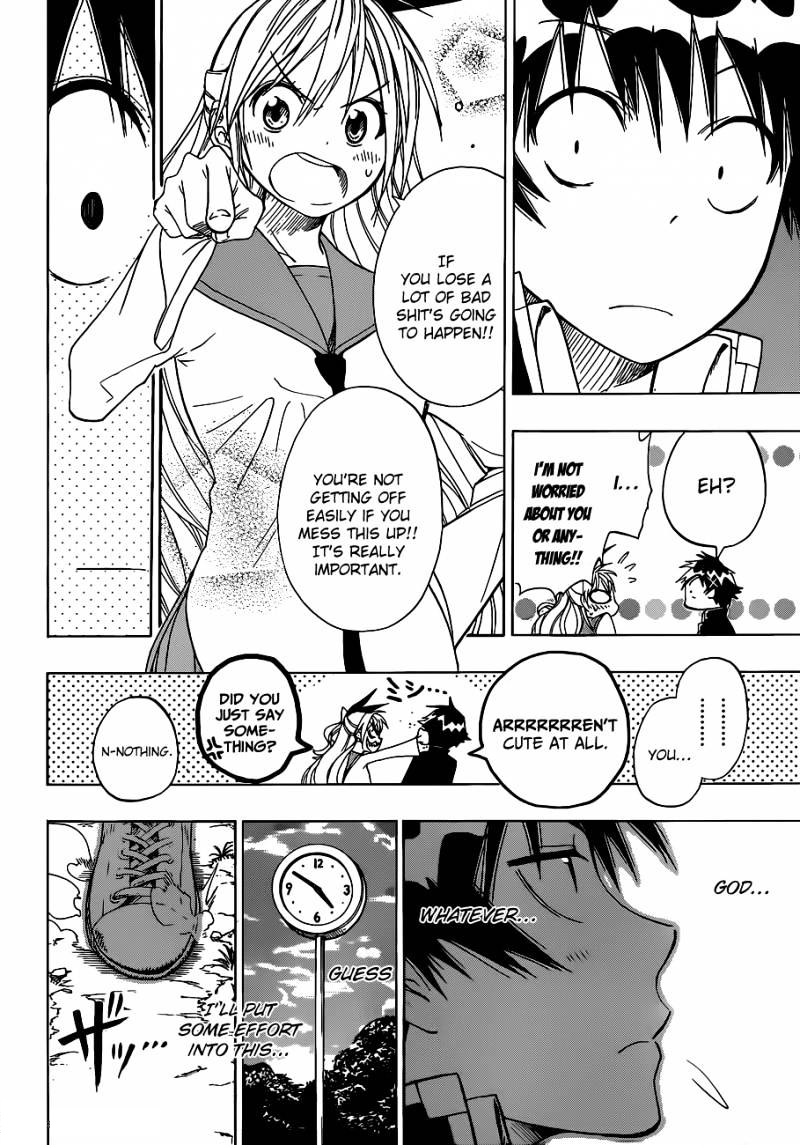 IF
YOU LOSE A
LOT OF BAD
SHIT'S GOING
TO HAPPEN!!
YOU'RE NOT
GETTING OFF
EASILY IF YOU
MESS THIS UP!!
IT'S REALLY
IMPORTANT.
EH?
I...
I'M NOT
WORRIED
ABOUT YOU
OR ANY-
THING!!
YOU...
ARRRRRRREN'T
CUTE AT ALL.
DID YOU
JUST SAY
SOME-
THING?
N-NOTHING.
GOD...
WHATEVER...
GUESS
I'LL PUT
SOME EFFORT
INTO THIS...
12
3
6
9
ザッ…